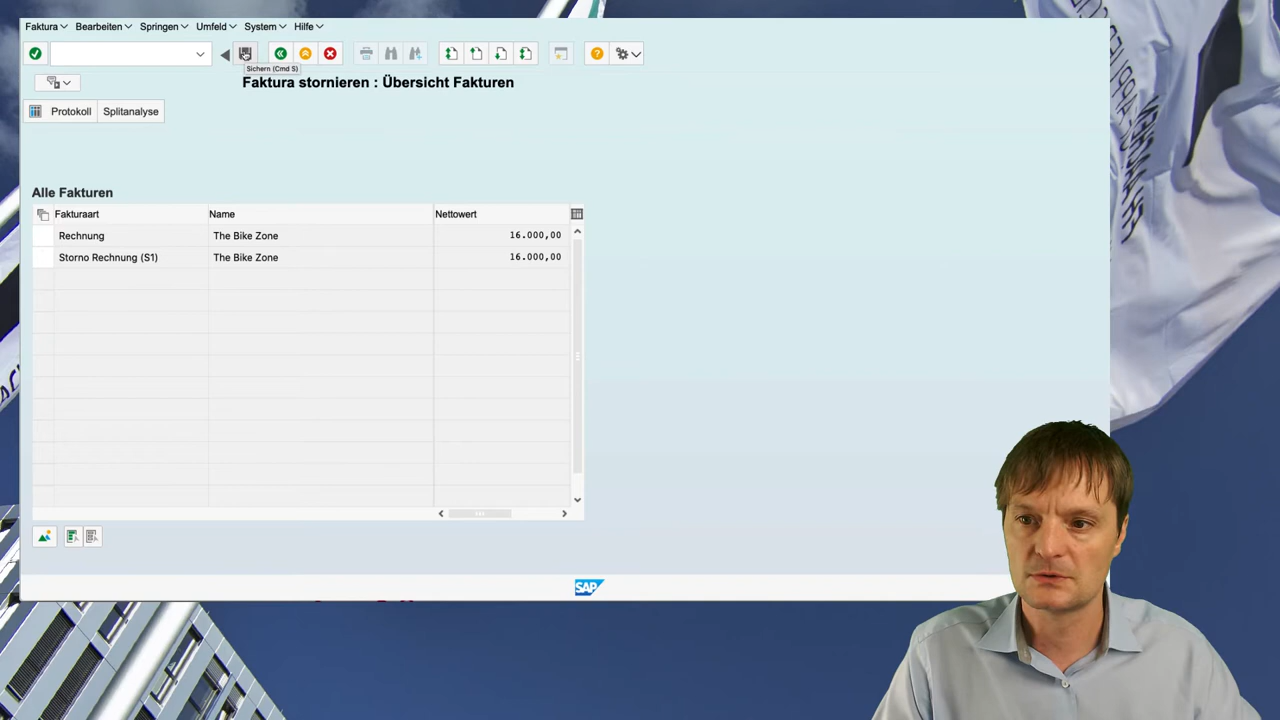 Faktura Bearbeiten Springen Umfeld System Hilfe
Sichern (Cmd S)
Faktura stornieren : Übersicht Fakturen
Protokoll Splitanalyse
Alle Fakturen
Fakturaart Name Nettowert
Rechnung The Bike Zone 16.000,00
Storno Rechnung (S1) The Bike Zone 16.000,00
SAP